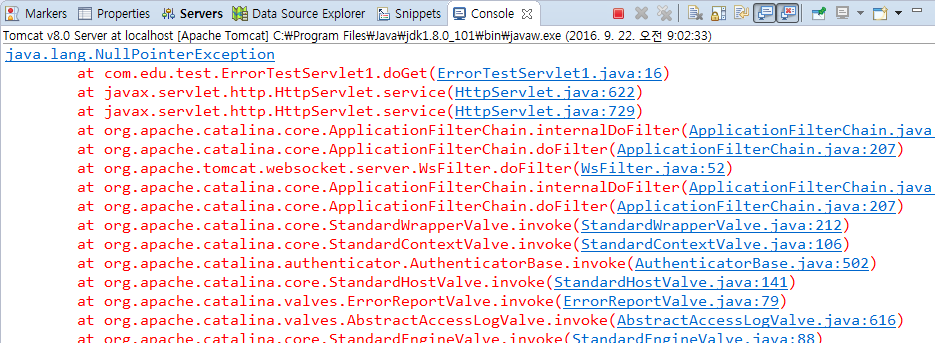 Markers Properties Servers Data Source Explorer Snippets Console
Tomcat v8.0 Server at localhost [Apache Tomcat] C:₩Program Files₩Java₩jdk1.8.0_101₩bin₩javaw.exe (2016. 9. 22. 오전 9:02:33)
java.lang.NullPointerException
at com.edu.test.ErrorTestServlet1.doGet(ErrorTestServlet1.java:16)
at javax.servlet.http.HttpServlet.service(HttpServlet.java:622)
at javax.servlet.http.HttpServlet.service(HttpServlet.java:729)
at org.apache.catalina.core.ApplicationFilterChain.internalDoFilter(ApplicationFilterChain.java
at org.apache.catalina.core.ApplicationFilterChain.doFilter(ApplicationFilterChain.java:207)
at org.apache.tomcat.websocket.server.WsFilter.doFilter(WsFilter.java:52)
at org.apache.catalina.core.ApplicationFilterChain.internalDoFilter(ApplicationFilterChain.java
at org.apache.catalina.core.ApplicationFilterChain.doFilter(ApplicationFilterChain.java:207)
at org.apache.catalina.core.StandardWrapperValve.invoke(StandardWrapperValve.java:212)
at org.apache.catalina.core.StandardContextValve.invoke(StandardContextValve.java:106)
at org.apache.catalina.authenticator.AuthenticatorBase.invoke(AuthenticatorBase.java:502)
at org.apache.catalina.core.StandardHostValve.invoke(StandardHostValve.java:141)
at org.apache.catalina.valves.ErrorReportValve.invoke(ErrorReportValve.java:79)
at org.apache.catalina.valves.AbstractAccessLogValve.invoke(AbstractAccessLogValve.java:616)
at org.apache.catalina.core.StandardEngineValve.invoke(StandardEngineValve.java:88)